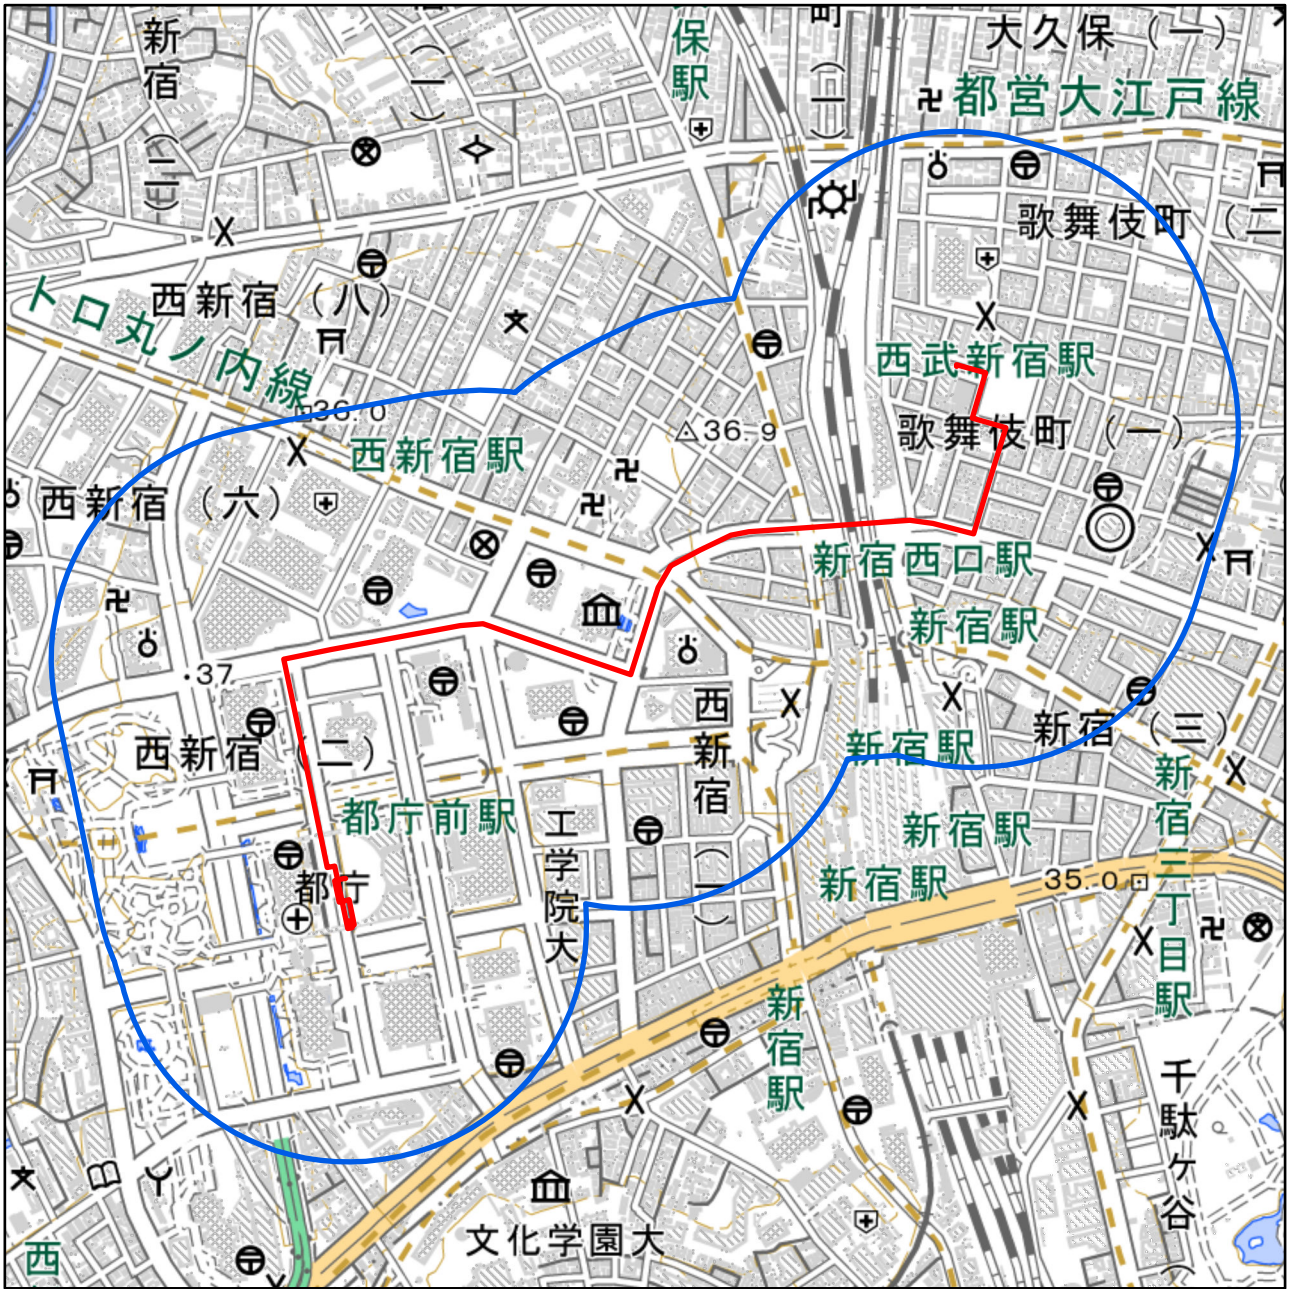 新宿（二）
（一）
保駅
町（一）
大久保（一）
都営大江戸線
歌舞伎町（二
トロ丸ノ内線
西新宿（八）
36.0
西武新宿駅
36.9
歌舞伎町（一）
西新宿駅
西新宿（六）
新宿西口駅
新宿駅
37
西新宿（二）
西新宿（一）
新宿駅
新宿（三）
新宿三丁目駅
都庁前駅
工学院大
新宿駅
新宿駅
35.0
都庁
新宿駅
千駄ケ谷（
文化学園大
西